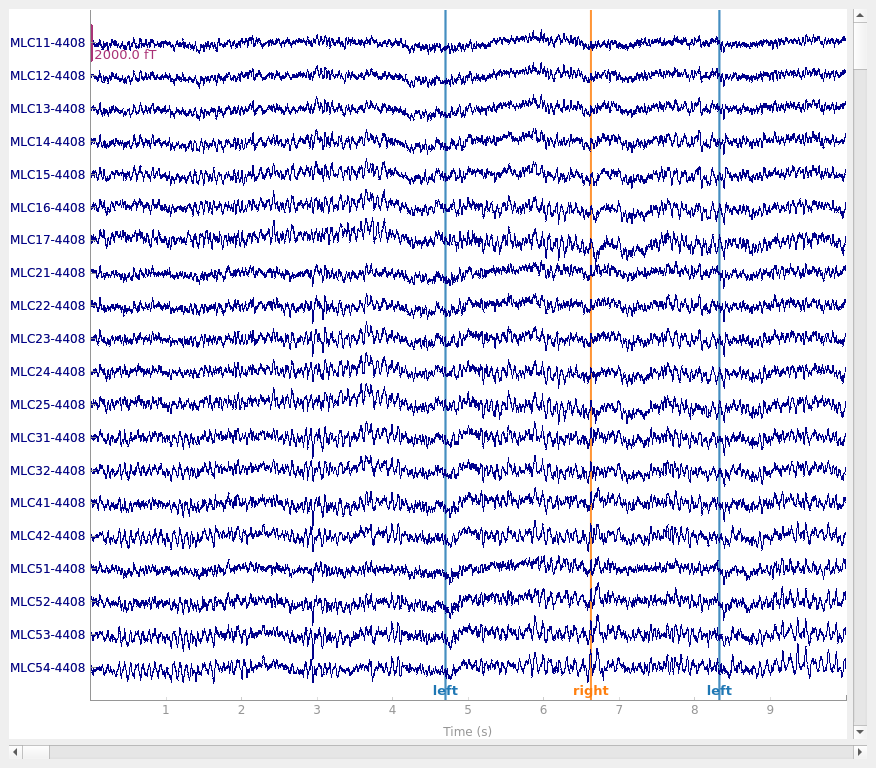 MLC11-4408
2000.0 fT
MLC12-4408
MLC13-4408
MLC14-4408
MLC15-4408
MLC16-4408
MLC17-4408
MLC21-4408
MLC22-4408
MLC23-4408
MLC24-4408
MLC25-4408
MLC31-4408
MLC32-4408
MLC41-4408
MLC42-4408
MLC51-4408
MLC52-4408
MLC53-4408
MLC54-4408
left right left
1 2 3 4 5 6 7 8 9
Time (s)